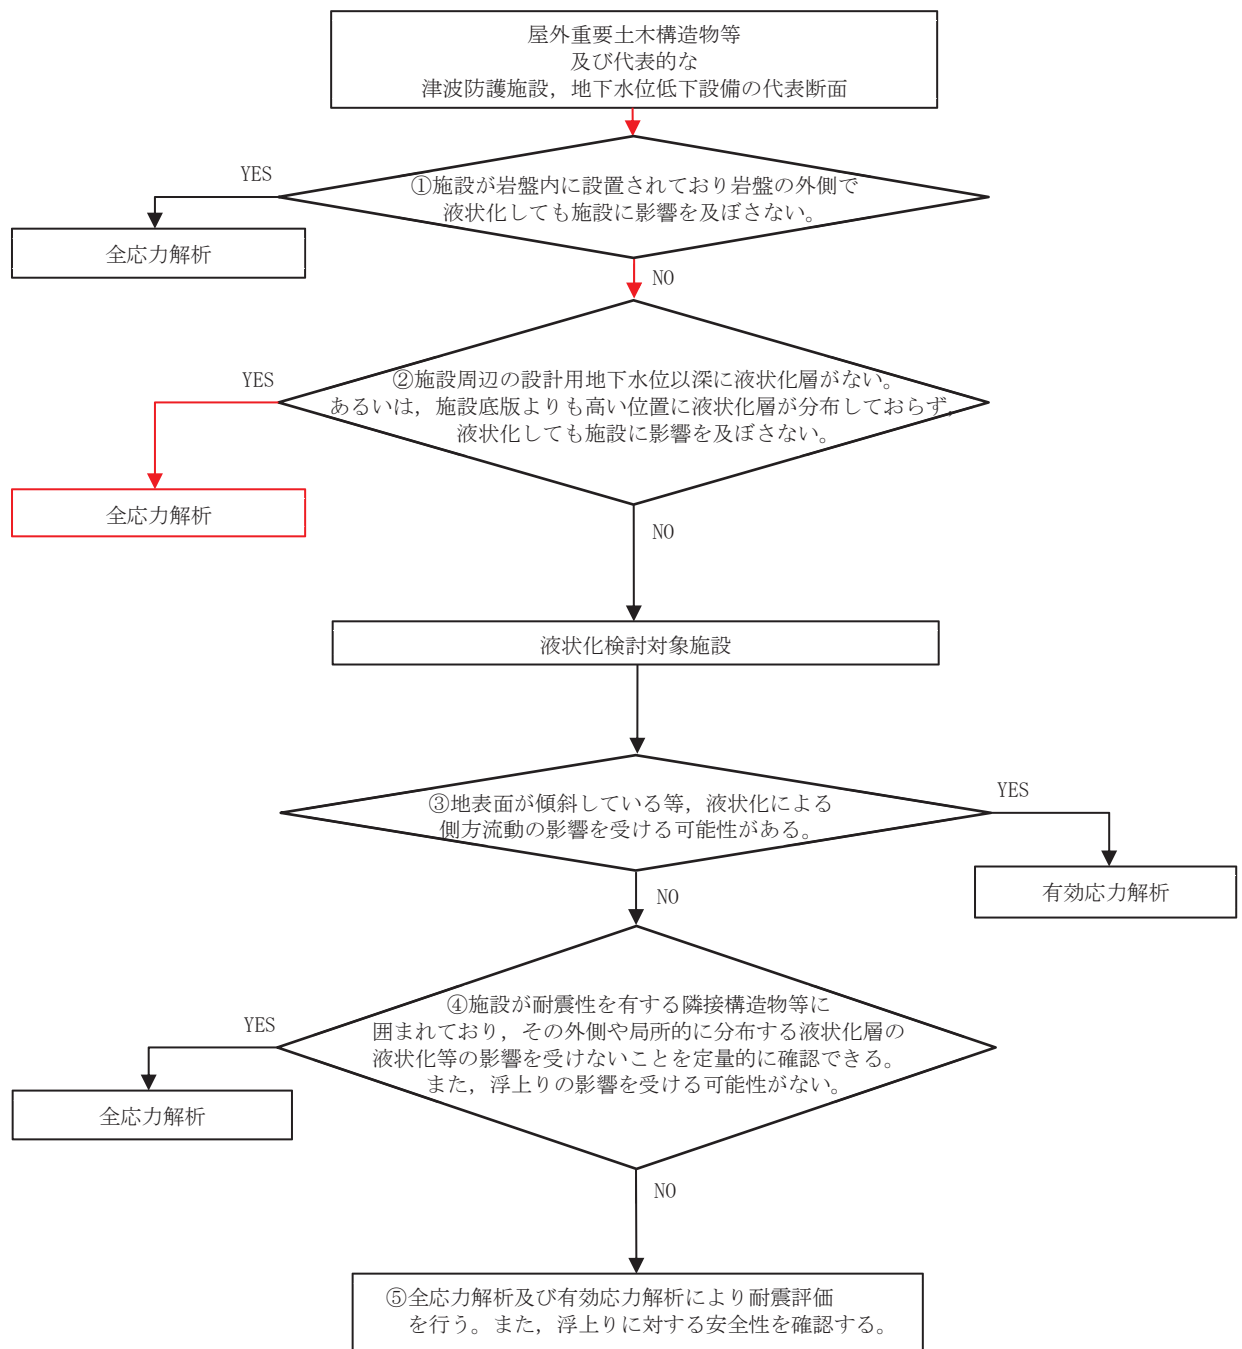 屋外重要土木構造物等
及び代表的な
津波防護施設，地下水位低下設備の代表断面
YES
①施設が岩盤内に設置されており岩盤の外側で
液状化しても施設に影響を及ぼさない。
全応力解析
NO
YES
②施設周辺の設計用地下水位以深に液状化層がない。
あるいは，施設底版よりも高い位置に液状化層が分布しておらず，
液状化しても施設に影響を及ぼさない。
全応力解析
NO
液状化検討対象施設
③地表面が傾斜している等，液状化による
側方流動の影響を受ける可能性がある。
YES
有効応力解析
NO
YES
④施設が耐震性を有する隣接構造物等に
囲まれており，その外側や局所的に分布する液状化層の
液状化等の影響を受けないことを定量的に確認できる。
また，浮上りの影響を受ける可能性がない。
全応力解析
NO
⑤全応力解析及び有効応力解析により耐震評価
を行う。また，浮上りに対する安全性を確認する。